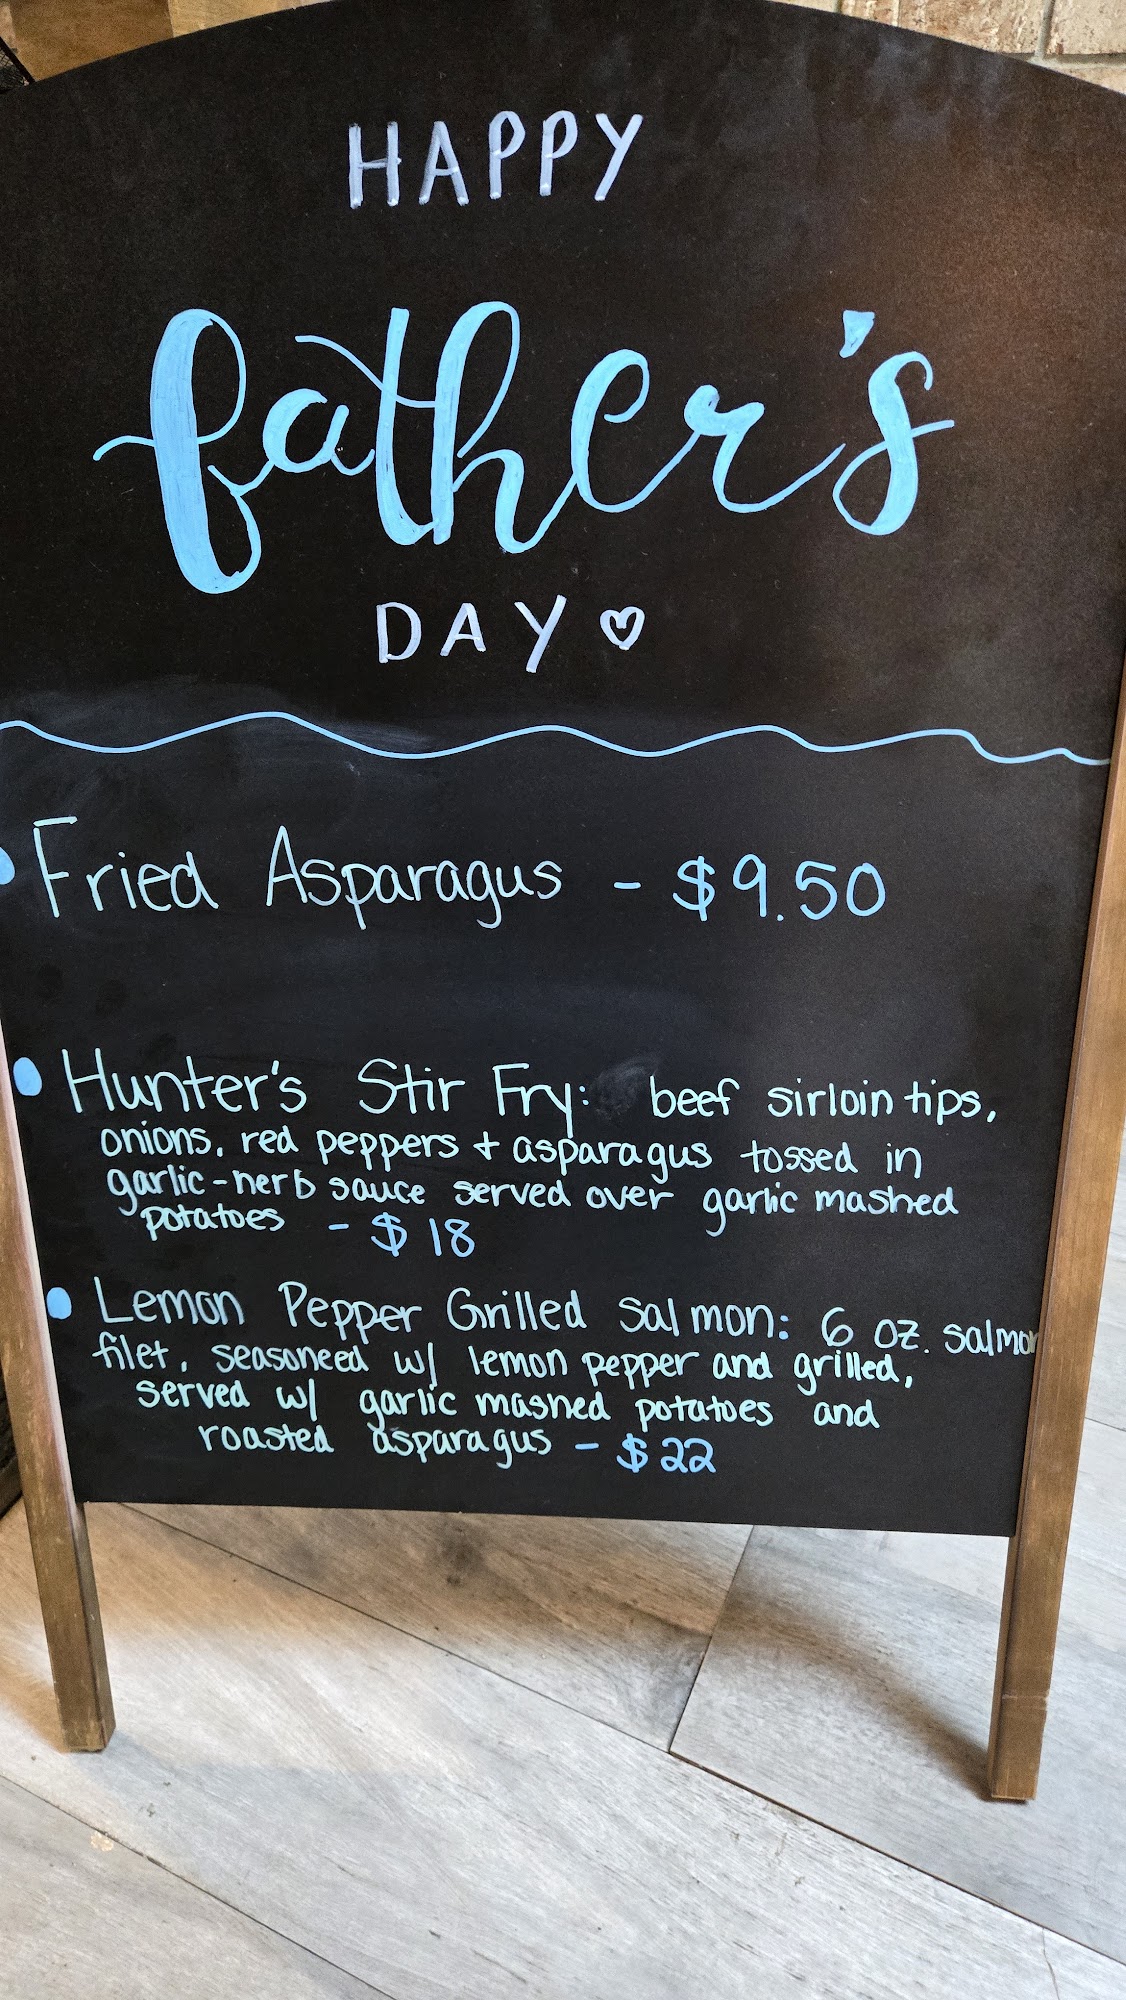 HAPPY
father's
DAY ♡
• Fried Asparagus - $9.50
• Hunter's Stir Fry: beef sirloin tips,
onions, red peppers + asparagus tossed in
garlic-herb sauce served over garlic mashed
potatoes - $18
• Lemon Pepper Grilled Salmon: 6 oz. salmon
filet, seasoneed w/ lemon pepper and grilled,
served w/ garlic mashed potatoes and
roasted asparagus - $22